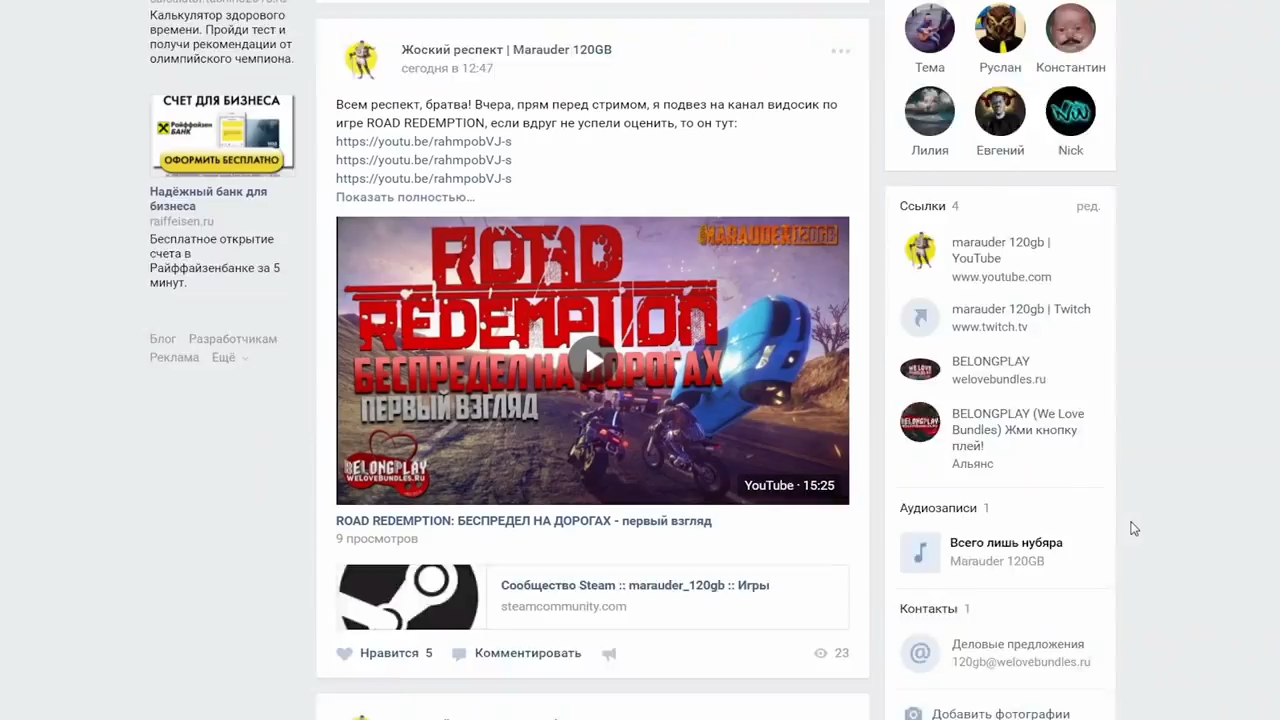 Калькулятор здорового
времени. Пройди тест и
получи рекомендации от
олимпийского чемпиона.
СЧЕТ ДЛЯ БИЗНЕСА
Райффайзен
БАНК
ОФОРМИТЬ БЕСПЛАТНО
Надёжный банк для
бизнеса
raiffeisen.ru
Бесплатное открытие
счета в
Райффайзенбанке за 5
минут.
Блог Разработчикам
Реклама Ещё
Жоский респект | Marauder 120GB
сегодня в 12:47
Всем респект, братва! Вчера, прям перед стримом, я подвез на канал видосик по
игре ROAD REDEMPTION, если вдруг не успели оценить, то он тут:
https://youtu.be/rahmpobVJ-s
https://youtu.be/rahmpobVJ-s
https://youtu.be/rahmpobVJ-s
Показать полностью…
MARAUDER120GB
ROAD
REDEMPTION
БЕСПРЕДЕЛ НА ДОРОГАХ
ПЕРВЫЙ ВЗГЛЯД
BELONGPLAY
WELOVEBUNDLES.RU
YouTube · 15:25
ROAD REDEMPTION: БЕСПРЕДЕЛ НА ДОРОГАХ - первый взгляд
9 просмотров
Сообщество Steam :: marauder_120gb :: Игры
steamcommunity.com
Нравится 5 Комментировать 23
Тема Руслан Константин
Лилия Евгений Nick
Ссылки 4 ред.
marauder 120gb |
YouTube
www.youtube.com
marauder 120gb | Twitch
www.twitch.tv
BELONGPLAY
welovebundles.ru
BELONGPLAY (We Love
Bundles) Жми кнопку
плей!
Альянс
Аудиозаписи 1
Всего лишь нубяра
Marauder 120GB
Контакты 1
Деловые предложения
120gb@welovebundles.ru
Добавить фотографии